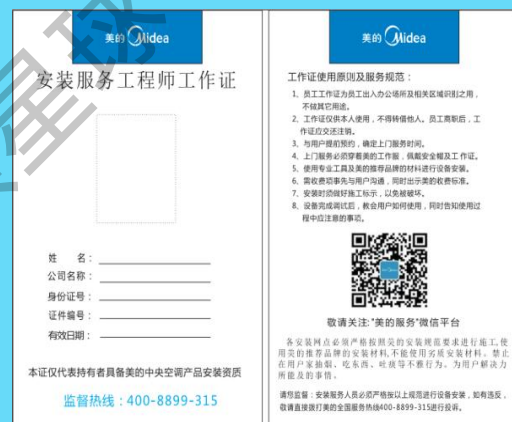 美的 Midea
安装服务工程师工作证
姓 名：
公司名称：
身份证号：
证件编号：
有效日期：
本证仅代表持有者具备美的中央空调产品安装资质
监督热线：400-8899-315
美的 Midea
工作证使用原则及服务规范：
1、员工工作证为员工出入办公场所及相关区域识别之用，
不做其它用途。
2、工作证仅供本人使用，不得转借他人。员工离职后，工
作证应交还注销。
3、与用户提前预约，确定上门服务时间。
4、上门服务必须穿着美的工作服，佩戴安全帽及工作证。
5、使用专业工具及美的推荐品牌的材料进行设备安装。
6、需收费项事先与用户沟通，同时出示美的收费标准。
7、安装时须做好施工标示，以免被破坏。
8、设备完成调试后，教会用户如何使用，同时告知使用过
程中应注意的事项。
敬请关注："美的服务"微信平台
各安装网点必须严格按照美的安装规范要求进行施工，使
用美的推荐品牌的安装材料，不能使用劣质安装材料。禁止
在用户家抽烟、吃东西、吐痰等不雅行为。为用户解决力
所能及的事情。
请您监督：安装服务人员必须严格按以上规范进行设备安装，如有违反，
敬请直接拨打美的全国服务热线400-8899-315进行投诉。
星球